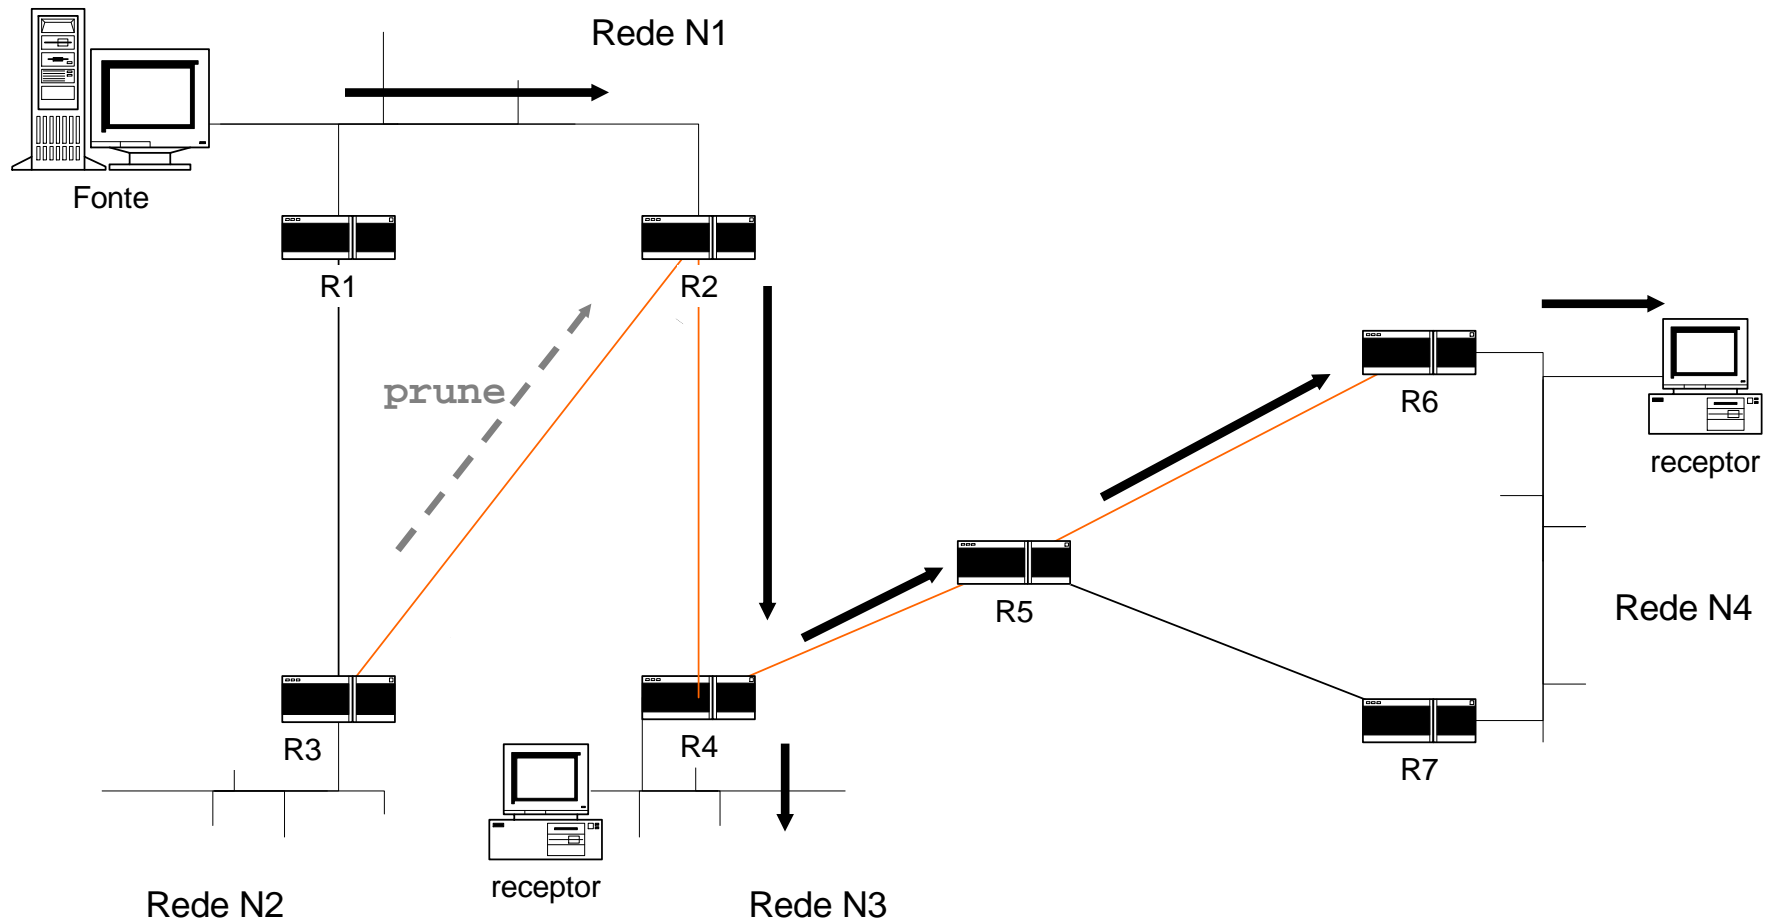 Rede N1
Fonte
R1
R2
prune
R6
receptor
R5
Rede N4
R3
R4
R7
receptor
Rede N2
Rede N3